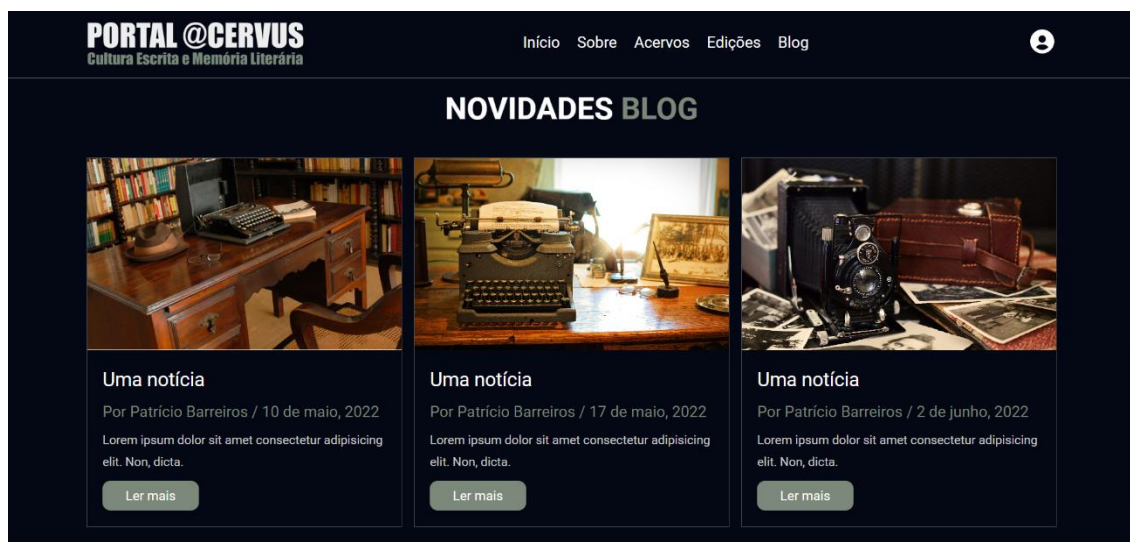 PORTAL @CERVUS
Cultura Escrita e Memória Literária
Início Sobre Acervos Edições Blog
NOVIDADES BLOG
Uma notícia
Por Patrício Barreiros / 10 de maio, 2022
Lorem ipsum dolor sit amet consectetur adipisicing
elit. Non, dicta.
Ler mais
Uma notícia
Por Patrício Barreiros / 17 de maio, 2022
Lorem ipsum dolor sit amet consectetur adipisicing
elit. Non, dicta.
Ler mais
Uma notícia
Por Patrício Barreiros / 2 de junho, 2022
Lorem ipsum dolor sit amet consectetur adipisicing
elit. Non, dicta.
Ler mais